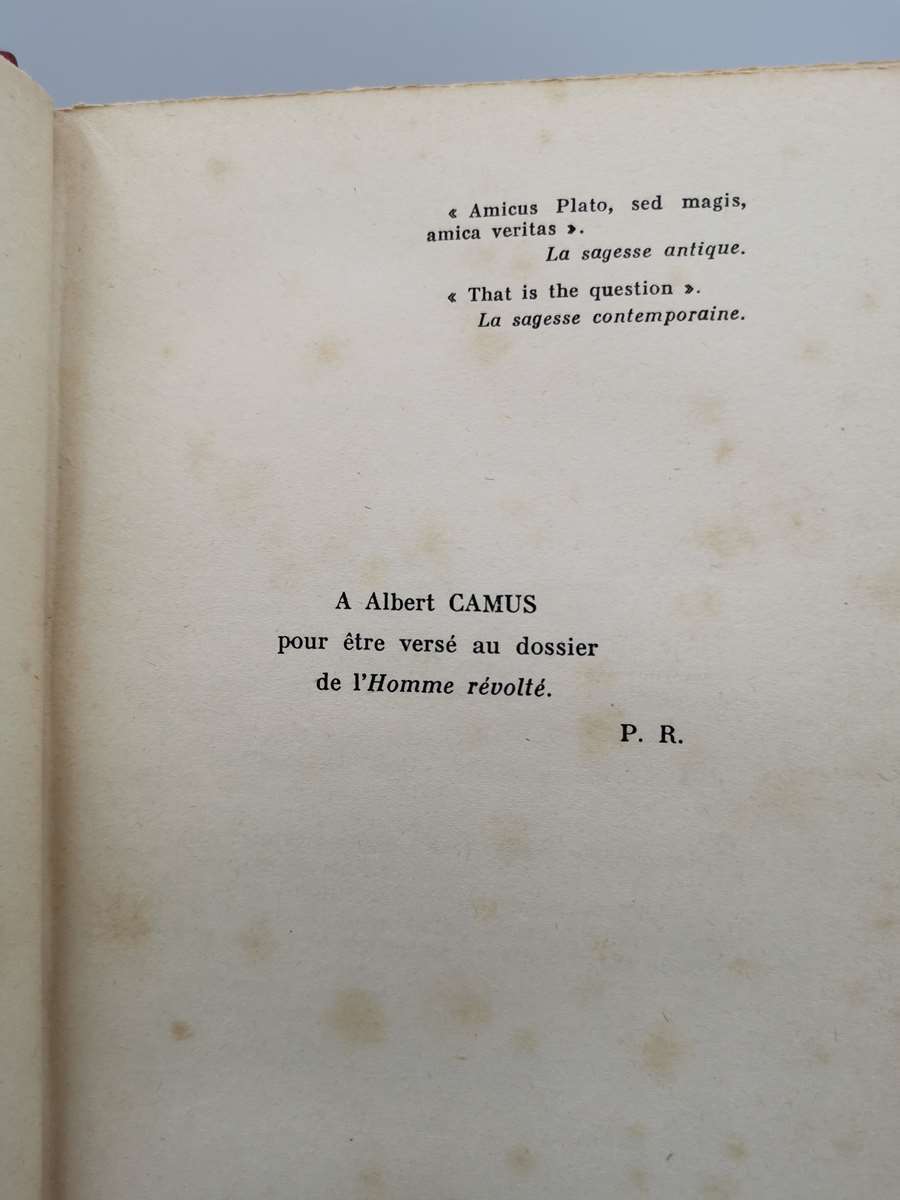 « Amicus Plato, sed magis,
amica veritas ».
La sagesse antique.
« That is the question ».
La sagesse contemporaine.
A Albert CAMUS
pour être versé au dossier
de l'Homme révolté.
P. R.